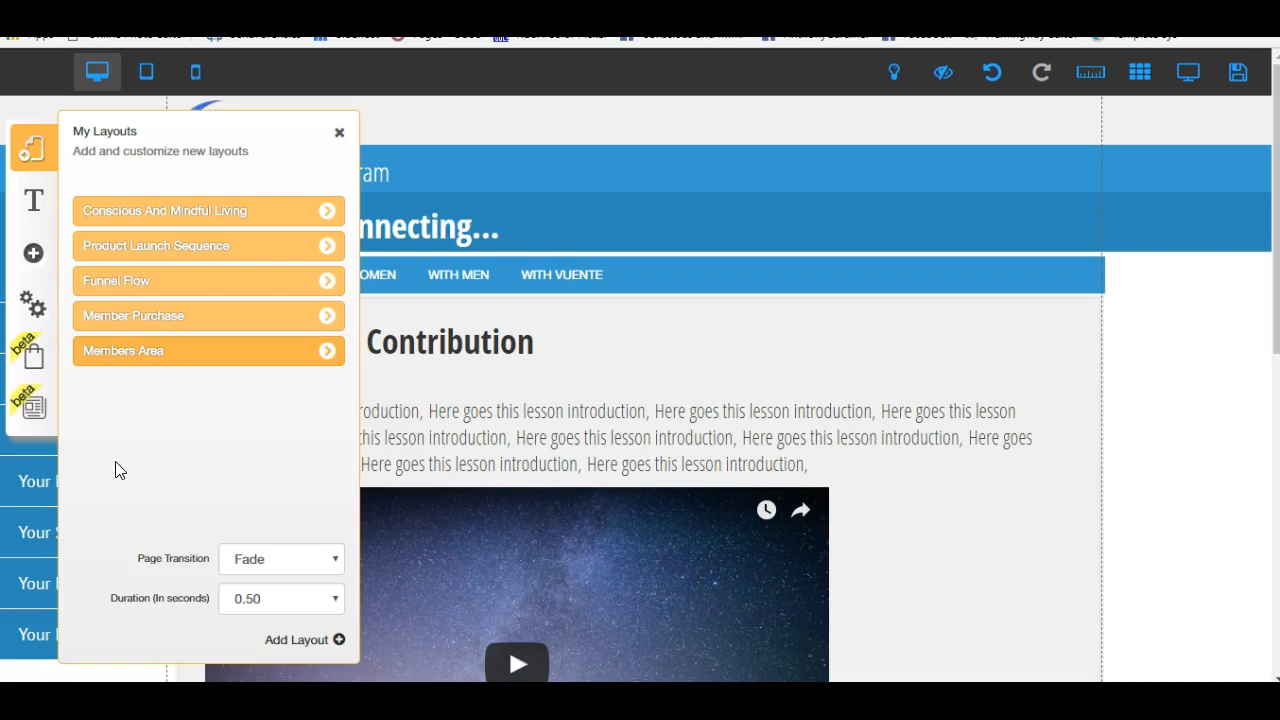 My Layouts
Add and customize new layouts
Conscious And Mindful Living
Product Launch Sequence
Funnel Flow
Member Purchase
Members Area
Page Transition Fade
Duration (In seconds) 0.50
Add Layout
T
beta
beta
Your
Your
Your
Your
nnecting...
WITH MEN WITH VUENTE
Contribution
Here goes this lesson introduction, Here goes this lesson introduction, Here goes this lesson
lesson introduction, Here goes this lesson introduction, Here goes this lesson introduction, Here goes
Here goes this lesson introduction, Here goes this lesson introduction,